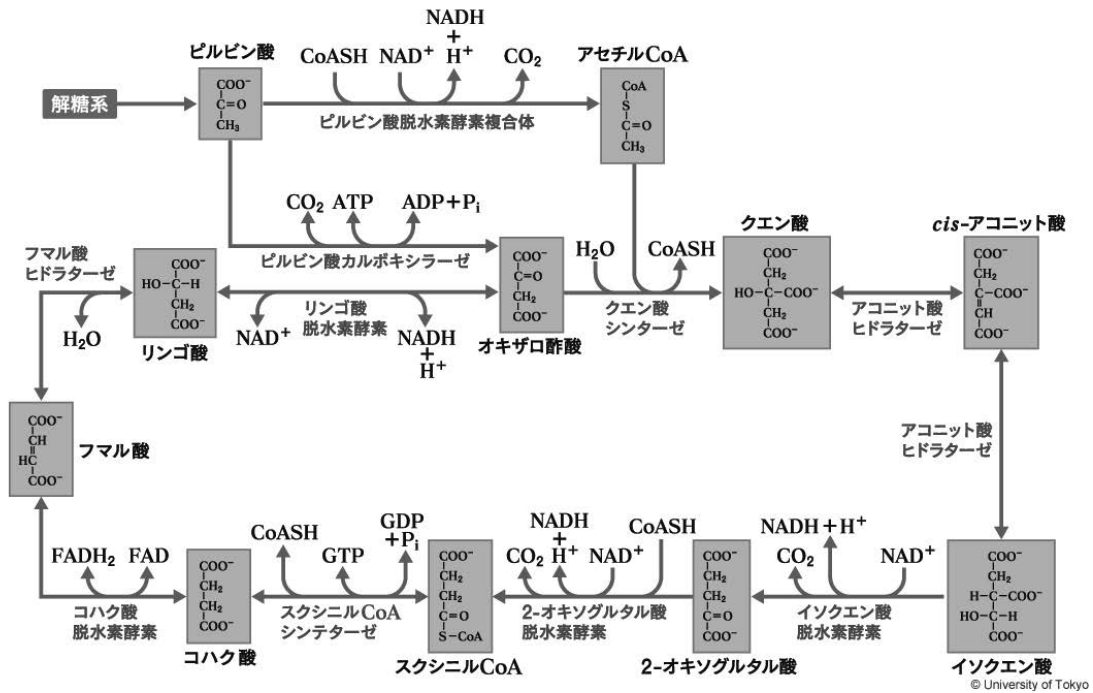 解糖系
ピルビン酸
COO⁻
C=O
CH₃
CoASH
NAD⁺
NADH
+
H⁺
CO₂
ピルビン酸脱水素酵素複合体
アセチルCoA
CoA
S
C=O
CH₃
CO₂
ATP
ADP+Pᵢ
ピルビン酸カルボキシラーゼ
フマル酸
ヒドラターゼ
H₂O
COO⁻
HO-C-H
CH₂
COO⁻
リンゴ酸
NAD⁺
リンゴ酸
脱水素酵素
NADH
+
H⁺
COO⁻
C=O
CH₂
COO⁻
オキザロ酢酸
H₂O
CoASH
クエン酸
シンターゼ
クエン酸
COO⁻
CH₂
HO-C-COO⁻
CH₂
COO⁻
アコニット酸
ヒドラターゼ
cis-アコニット酸
COO⁻
CH₂
C-COO⁻
CH
COO⁻
アコニット酸
ヒドラターゼ
COO⁻
CH
HC
COO⁻
フマル酸
FADH₂
FAD
コハク酸
脱水素酵素
COO⁻
CH₂
CH₂
COO⁻
コハク酸
CoASH
GTP
GDP
+Pᵢ
スクシニルCoA
シンテターゼ
COO⁻
CH₂
CH₂
C=O
S-CoA
スクシニルCoA
CO₂
NADH
+
H⁺
NAD⁺
CoASH
2-オキソグルタル酸
脱水素酵素
COO⁻
CH₂
CH₂
C=O
COO⁻
2-オキソグルタル酸
NADH+H⁺
CO₂
NAD⁺
イソクエン酸
脱水素酵素
COO⁻
CH₂
H-C-COO⁻
HO-C-H
COO⁻
イソクエン酸
© University of Tokyo